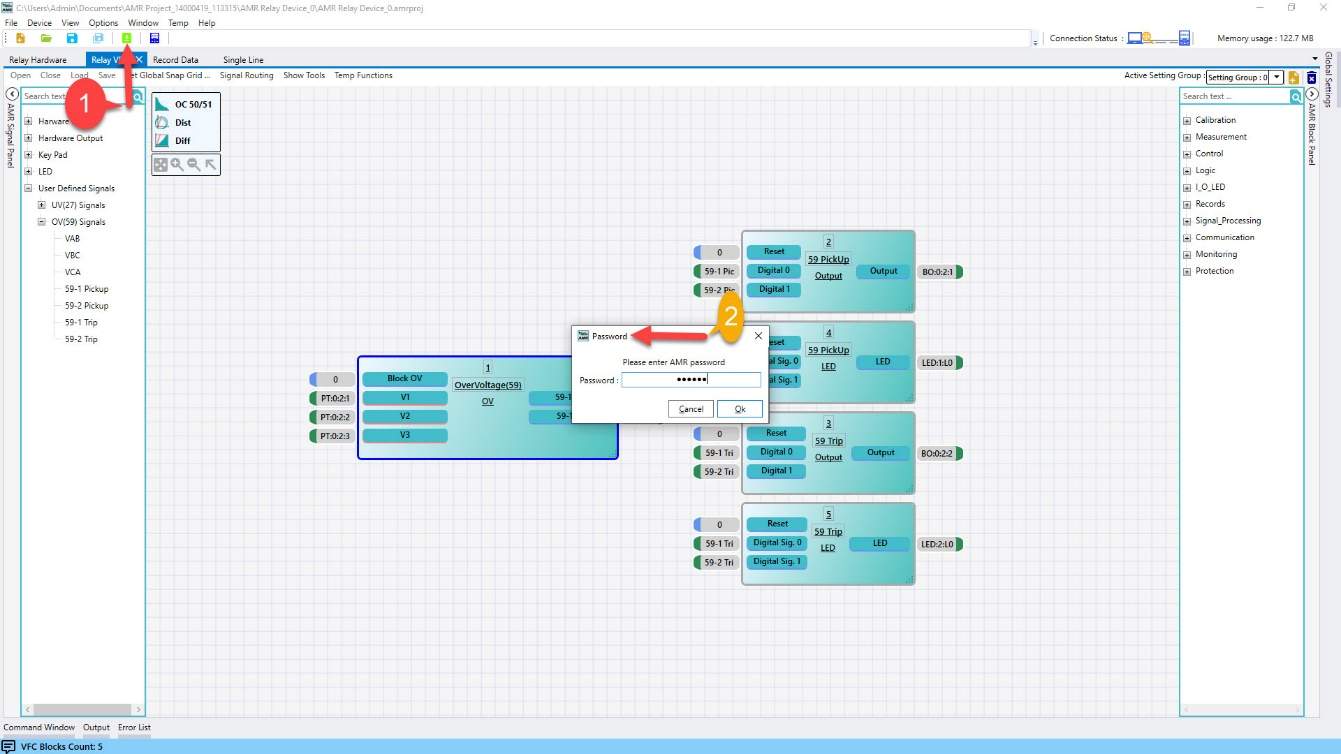 C:\Users\Admin\Documents\AMR Project_14000419_113315\AMR Relay Device_0\AMR Relay Device_0.amrproj
File Device View Options Window Temp Help
Connection Status :
Memory usage : 122.7 MB
Relay Hardware
Relay V
Record Data
Single Line
Open Close Load Save et Global Snap Grid ... Signal Routing Show Tools Temp Functions
Active Setting Group : Setting Group : 0
Global Settings
AMR Signal Panel
Search text
1
Harware
Hardware Output
Key Pad
LED
User Defined Signals
UV(27) Signals
OV(59) Signals
VAB
VBC
VCA
59-1 Pickup
59-2 Pickup
59-1 Trip
59-2 Trip
OC 50/51
Dist
Diff
0
PT:0:2:1
PT:0:2:2
PT:0:2:3
Block OV
V1
V2
V3
1
OverVoltage(59)
OV
59-1
59-1
0
59-1 Pic
59-2 Pic
Reset
Digital 0
Digital 1
2
59 PickUp
Output
Output
BO:0:2:1
2
Password
Please enter AMR password
Password :
Cancel
Ok
eset
al Sig. 0
al Sig. 1
4
59 PickUp
LED
LED
LED:1:L0
0
59-1 Tri
59-2 Tri
Reset
Digital 0
Digital 1
3
59 Trip
Output
Output
BO:0:2:2
0
59-1 Tri
59-2 Tri
Reset
Digital Sig. 0
Digital Sig. 1
5
59 Trip
LED
LED
LED:2:L0
Search text ...
AMR Block Panel
Calibration
Measurement
Control
Logic
I_O_LED
Records
Signal_Processing
Communication
Monitoring
Protection
Command Window Output Error List
VFC Blocks Count: 5